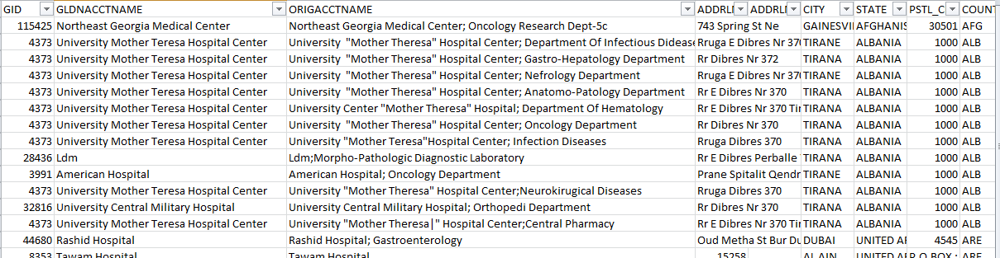 GID GLDNACCTNAME ORIGACCTNAME ADDRL ADDRL CITY STATE PSTL_C COUNT
115425 Northeast Georgia Medical Center Northeast Georgia Medical Center; Oncology Research Dept-5c 743 Spring St Ne GAINESVI AFGHANIS 30501 AFG
4373 University Mother Teresa Hospital Center University "Mother Theresa" Hospital Center; Department Of Infectious Didease Rruga E Dibres Nr 370 TIRANE ALBANIA 1000 ALB
4373 University Mother Teresa Hospital Center University "Mother Theresa" Hospital Center; Gastro-Hepatology Department Rr Dibres Nr 372 TIRANA ALBANIA 1000 ALB
4373 University Mother Teresa Hospital Center University "Mother Theresa" Hospital Center; Nefrology Department Rruga E Dibres Nr 370 TIRANE ALBANIA 1000 ALB
4373 University Mother Teresa Hospital Center University "Mother Theresa" Hospital Center; Anatomo-Patology Department Rr E Dibres Nr 370 TIRANA ALBANIA 1000 ALB
4373 University Mother Teresa Hospital Center University Center "Mother Theresa" Hospital; Department Of Hematology Rr E Dibres Nr 370 Tir TIRANA ALBANIA 1000 ALB
4373 University Mother Teresa Hospital Center University "Mother Theresa" Hospital Center; Oncology Department Rr Dibres Nr 370 TIRANA ALBANIA 1000 ALB
4373 University Mother Teresa Hospital Center University "Mother Teresa"Hospital Center; Infection Diseases Rruga Dibres 370 TIRANA ALBANIA 1000 ALB
28436 Ldm Ldm;Morpho-Pathologic Diagnostic Laboratory Rr E Dibres Perballe TIRANA ALBANIA 1000 ALB
3991 American Hospital American Hospital; Oncology Department Prane Spitalit Qendr TIRANE ALBANIA 1000 ALB
4373 University Mother Teresa Hospital Center University "Mother Theresa" Hospital Center;Neurokirugical Diseases Rruga Dibres 370 TIRANA ALBANIA 1000 ALB
32816 University Central Military Hospital University Central Military Hospital; Orthopedi Department Rr Dibres Nr 370 TIRANA ALBANIA 1000 ALB
4373 University Mother Teresa Hospital Center University "Mother Theresa|" Hospital Center;Central Pharmacy Rr E Dibres Nr 370 Tir TIRANA ALBANIA 1000 ALB
44680 Rashid Hospital Rashid Hospital; Gastroenterology Oud Metha St Bur Du DUBAI UNITED AR 4545 ARE
8353 Tawam Hospital Tawam Hospital 15258 AL AIN UNITED AR P.O.BOX : ARE